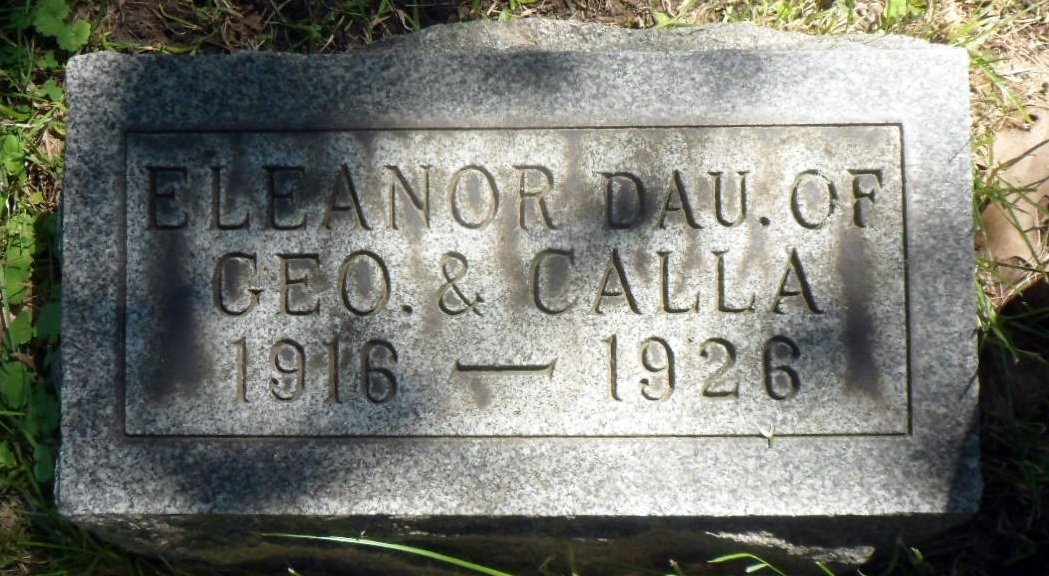 ELEANOR DAU. OF
GEO. & CALLA
1916 — 1926